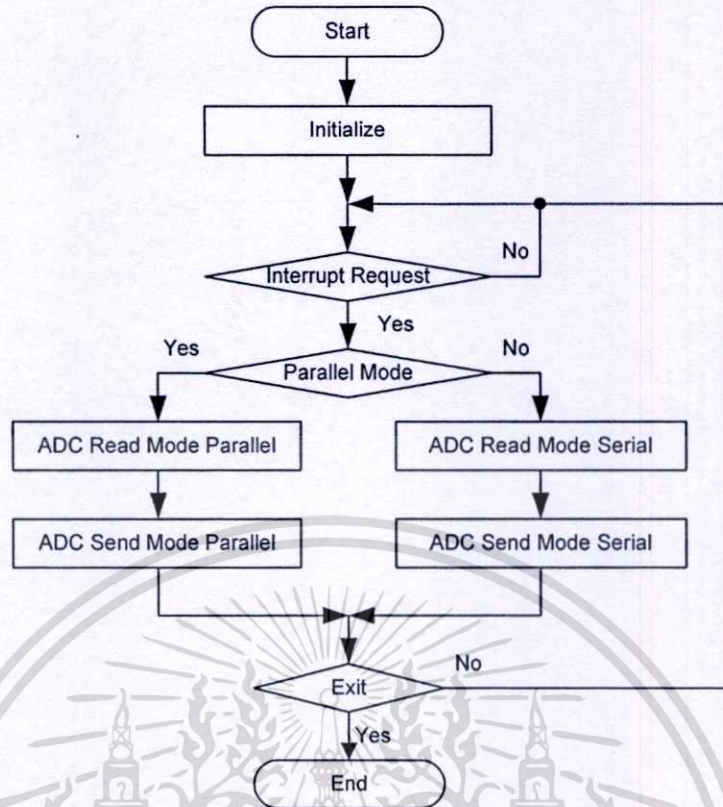 Start
Initialize
No
Interrupt Request
Yes
Yes
No
Parallel Mode
ADC Read Mode Parallel
ADC Read Mode Serial
ADC Send Mode Parallel
ADC Send Mode Serial
No
Exit
Yes
End